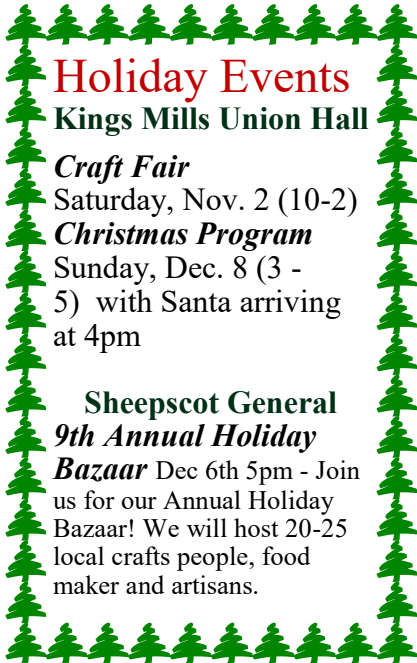 Holiday Events
Kings Mills Union Hall
Craft Fair
Saturday, Nov. 2 (10-2)
Christmas Program
Sunday, Dec. 8 (3 -
5)  with Santa arriving
at 4pm
Sheepscot General
9th Annual Holiday
Bazaar Dec 6th 5pm - Join
us for our Annual Holiday
Bazaar! We will host 20-25
local crafts people, food
maker and artisans.